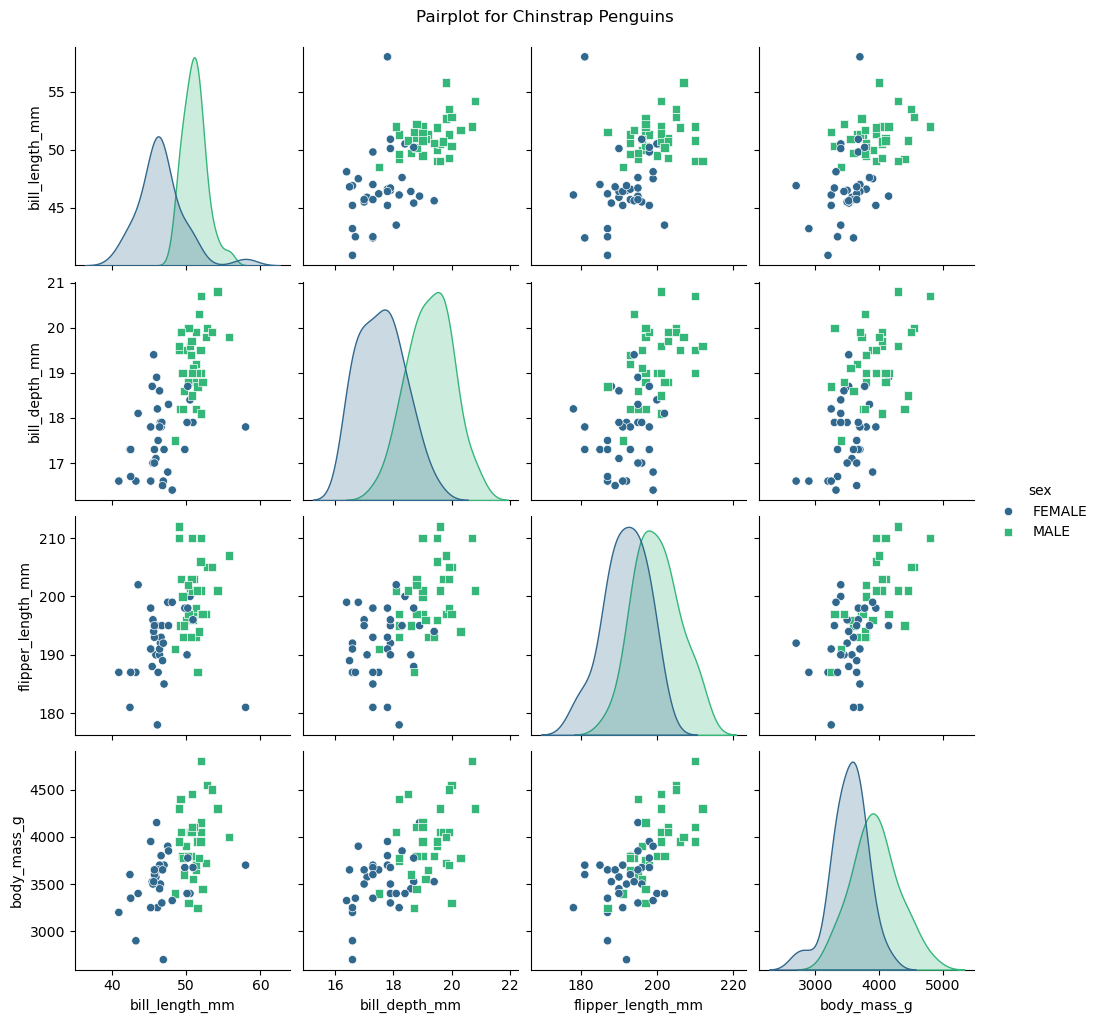 Pairplot for Chinstrap Penguins
bill_length_mm
55
50
45
bill_depth_mm
21
20
19
18
17
flipper_length_mm
210
200
190
180
body_mass_g
4500
4000
3500
3000
40 50 60
16 18 20 22
180 200 220
3000 4000 5000
bill_length_mm
bill_depth_mm
flipper_length_mm
body_mass_g
sex
FEMALE
MALE